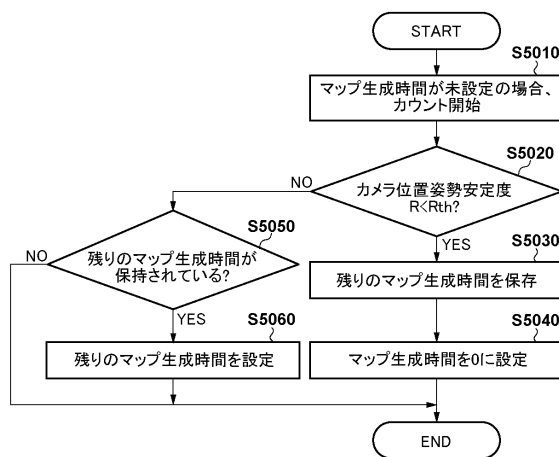 START
S5010
マップ生成時間が未設定の場合、
カウント開始
S5020
カメラ位置姿勢安定度
R<Rth?
NO
YES
S5050
残りのマップ生成時間が
保持されている?
NO
YES
S5030
残りのマップ生成時間を保存
S5060
残りのマップ生成時間を設定
S5040
マップ生成時間を0に設定
END